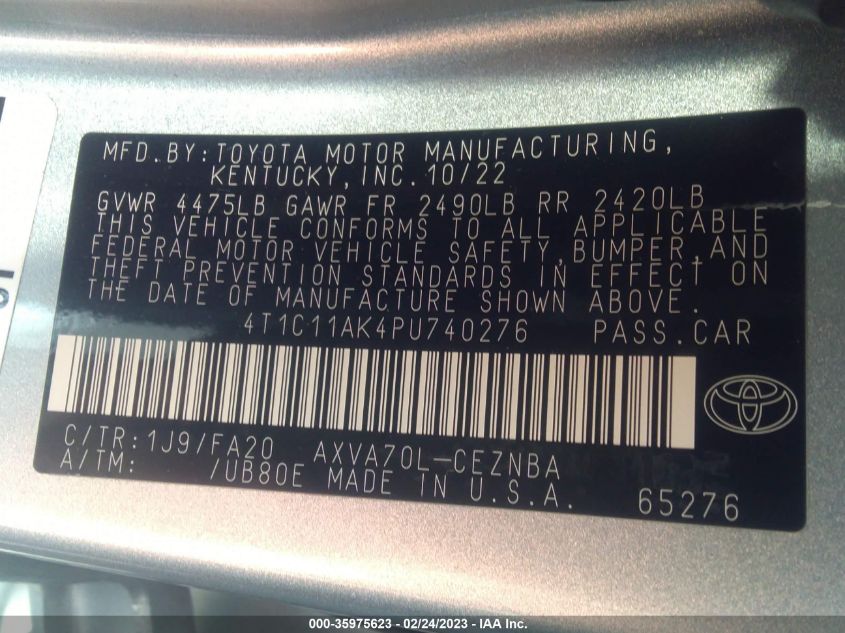 MFD.BY:TOYOTA MOTOR MANUFACTURING,
KENTUCKY,INC.10/22
GVWR 4475LB GAWR FR 2490LB RR 2420LB
THIS VEHICLE CONFORMS TO ALL APPLICABLE
FEDERAL MOTOR VEHICLE SAFETY,BUMPER,AND
THEFT PREVENTION STANDARDS IN EFFECT ON
THE DATE OF MANUFACTURE SHOWN ABOVE.
4T1C11AK4PU740276 PASS.CAR
C/TR:1J9/FA20 AXVA70L-CEZNBA
A/TM: /UB80E MADE IN U.S.A. 65276
000-35975623 - 02/24/2023 - IAA Inc.